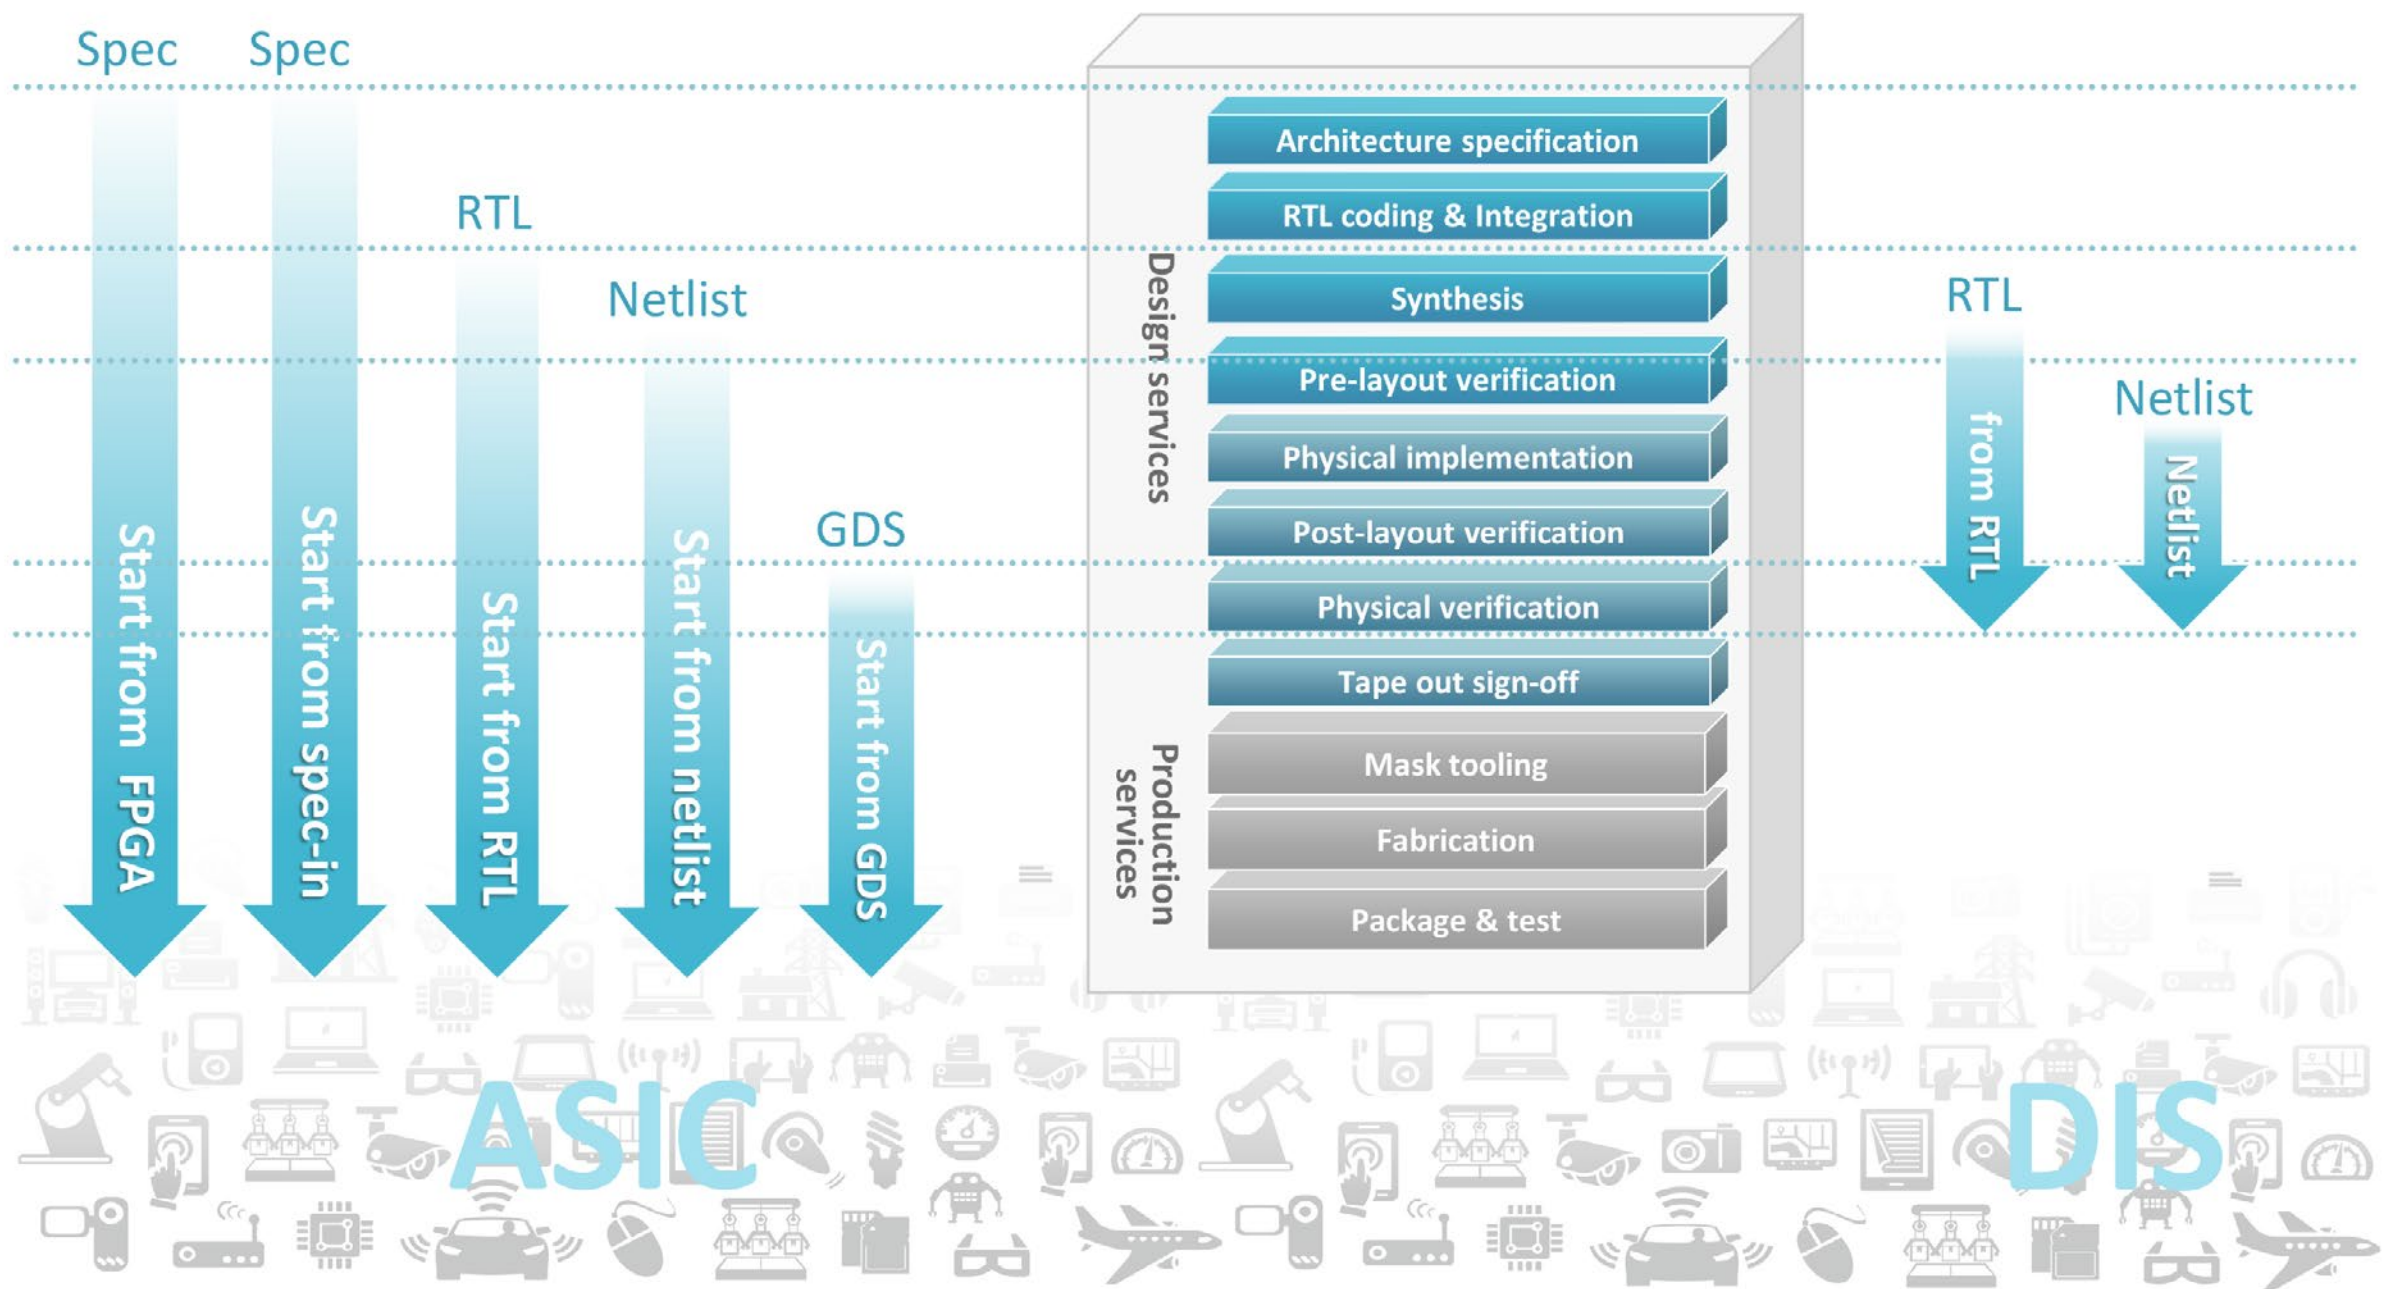 Spec
Spec
RTL
Netlist
GDS
Start from FPGA
Start from spec-in
Start from RTL
Start from netlist
Start from GDS
Design services
Production
services
Architecture specification
RTL coding & Integration
Synthesis
Pre-layout verification
Physical implementation
Post-layout verification
Physical verification
Tape out sign-off
Mask tooling
Fabrication
Package & test
RTL
Netlist
from RTL
Netlist
ASIC
DIS